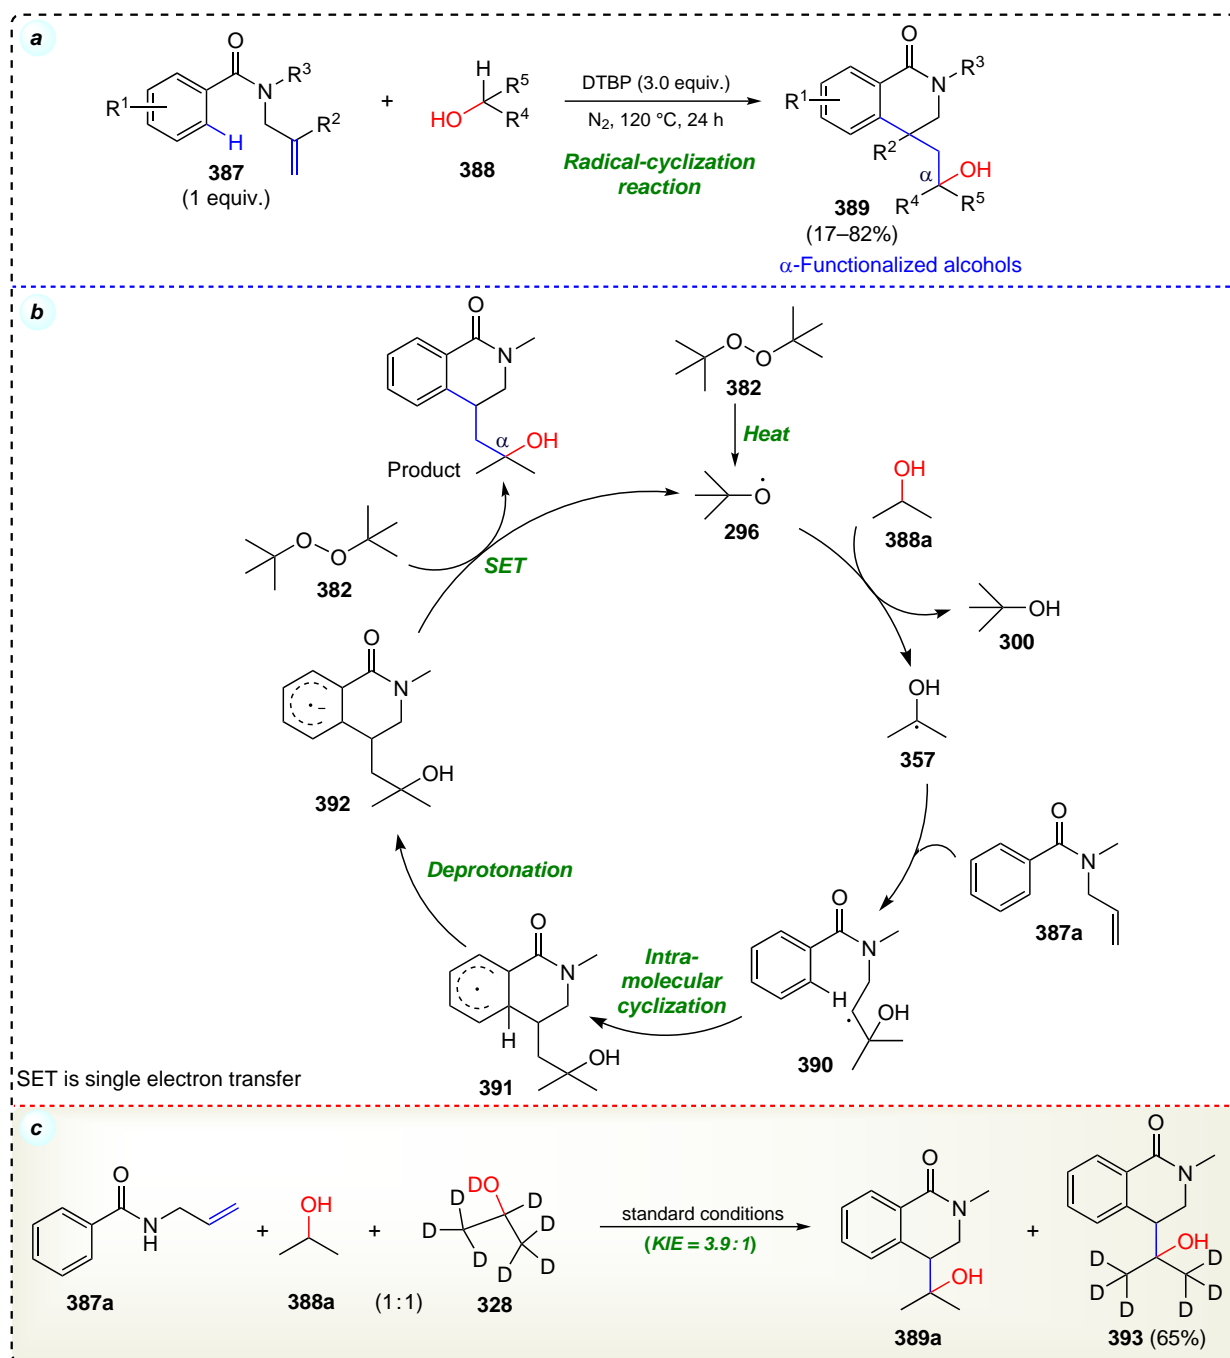 a
O
N
R³
R¹
R²
H
387
(1 equiv.)
+
H
R⁵
HO
R⁴
388
DTBP (3.0 equiv.)
N₂, 120 °C, 24 h
Radical-cyclization
reaction
O
R³
N
R¹
R²
α
OH
R⁴
R⁵
389
(17–82%)
α-Functionalized alcohols
b
O
N
α
OH
Product
O
O
382
Heat
O·
296
OH
388a
OH
300
O
O
382
SET
OH
·
357
O
N
·–
OH
392
O
N
387a
Deprotonation
O
N
H
·
OH
390
Intra-
molecular
cyclization
O
N
·
H
OH
391
SET is single electron transfer
c
O
N
H
387a
+
OH
388a
+
(1:1)
DO
D
D
D
D
D
D
D
328
standard conditions
(KIE = 3.9:1)
O
N
OH
389a
+
O
N
OH
D
D
D
D
D
D
393 (65%)